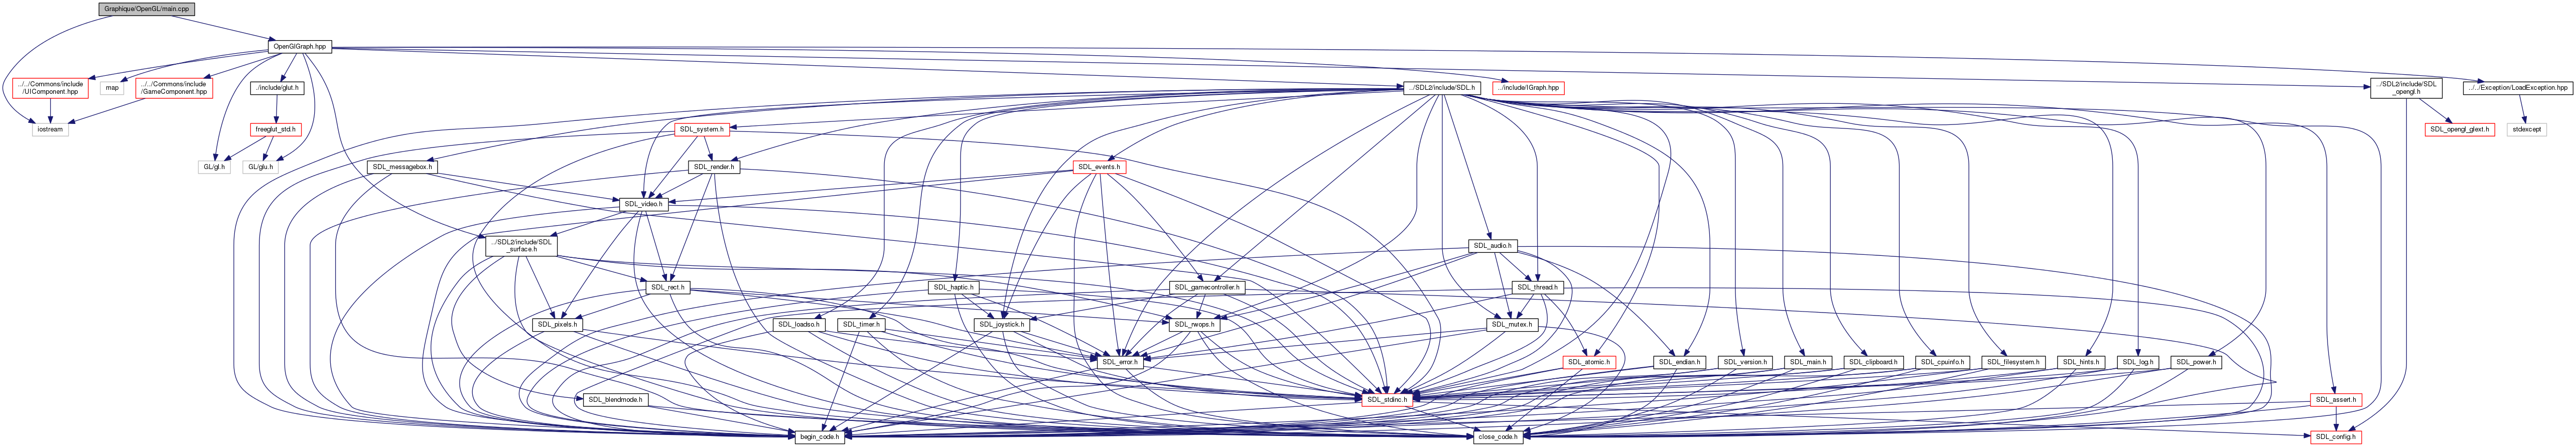 Graphique/OpenGL/main.cpp
OpenGlGraph.hpp
../../Commons/include
/UIComponent.hpp
map
../../Commons/include
/GameComponent.hpp
../include/glut.h
../SDL2/include/SDL.h
../include/IGraph.hpp
../SDL2/include/SDL
_opengl.h
../../Exception/LoadException.hpp
iostream
freeglut_std.h
SDL_system.h
SDL_opengl_glext.h
stdexcept
GL/gl.h
GL/glu.h
SDL_messagebox.h
SDL_render.h
SDL_events.h
SDL_video.h
../SDL2/include/SDL
_surface.h
SDL_audio.h
SDL_rect.h
SDL_haptic.h
SDL_gamecontroller.h
SDL_thread.h
SDL_pixels.h
SDL_loadso.h
SDL_timer.h
SDL_joystick.h
SDL_rwops.h
SDL_mutex.h
SDL_error.h
SDL_atomic.h
SDL_endian.h
SDL_version.h
SDL_main.h
SDL_clipboard.h
SDL_cpuinfo.h
SDL_filesystem.h
SDL_hints.h
SDL_log.h
SDL_power.h
SDL_blendmode.h
SDL_stdinc.h
SDL_assert.h
begin_code.h
close_code.h
SDL_config.h